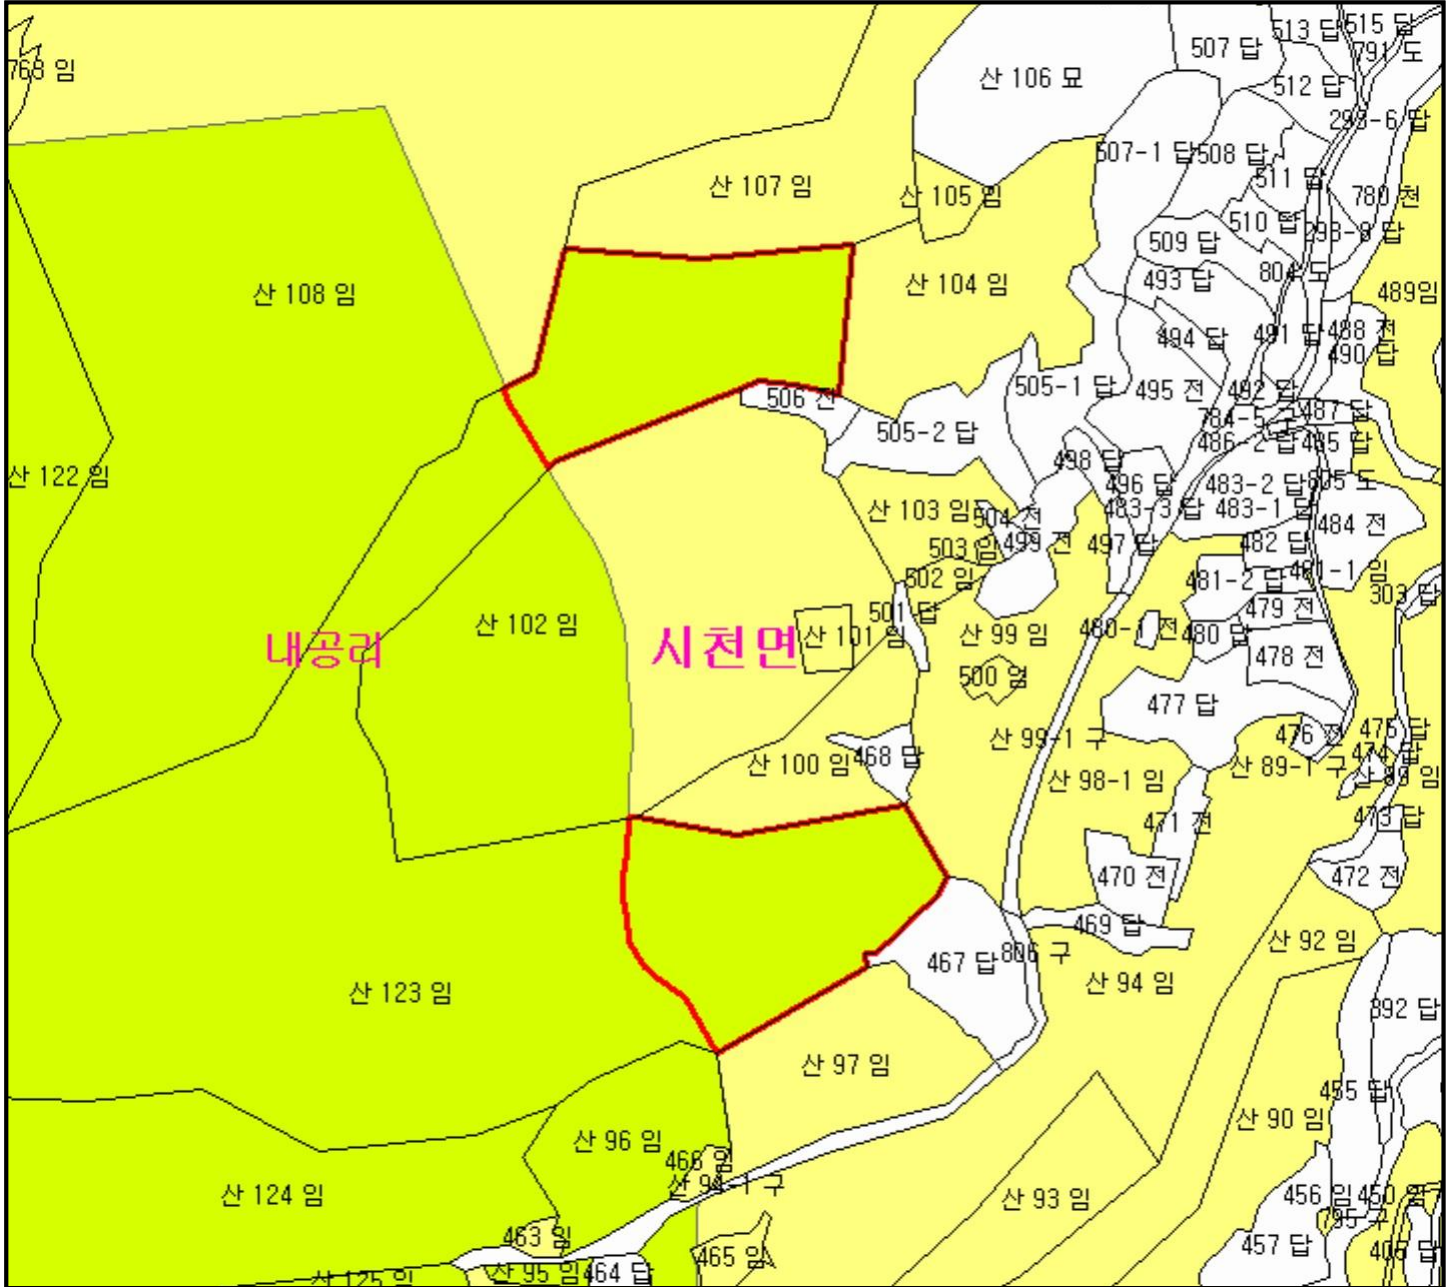 513 답
515 답
507 답
791 도
768 임
산 106 묘
512 답
293-6 답
507-1 답
508 답
511 답
산 107 임
산 105 임
780 천
510 답
293-8 답
509 답
804 도
493 답
산 104 임
산 108 임
489임
494 답
491 답
488 전
490 답
505-1 답
495 전
492 답
506 전
487 답
505-2 답
486-2 답
485 답
498 답
산 122 임
496 답
483-2 답
805 도
산 103 임
483-3 답
483-1 답
504 전
484 전
499 전
497 답
482 답
503 임
502 임
481-2 답
481-1 임
303 답
501 답
479 전
산 102 임
산 101 임
산 99 임
480-1 전
480 답
내공리
시천면
478 전
500 염
477 답
475 답
476 전
산 99-1 구
474 답
468 답
산 100 임
산 98-1 임
산 89-1 구
산 89 임
471 전
473 답
470 전
472 전
469 답
산 92 임
467 답
806 구
산 94 임
산 123 임
392 답
산 97 임
455 답
산 90 임
산 96 임
466 임
산 94-1 구
산 124 임
산 93 임
456 임
795 구
463 임
457 답
465 임
산 95 임
464 답
산 125 임